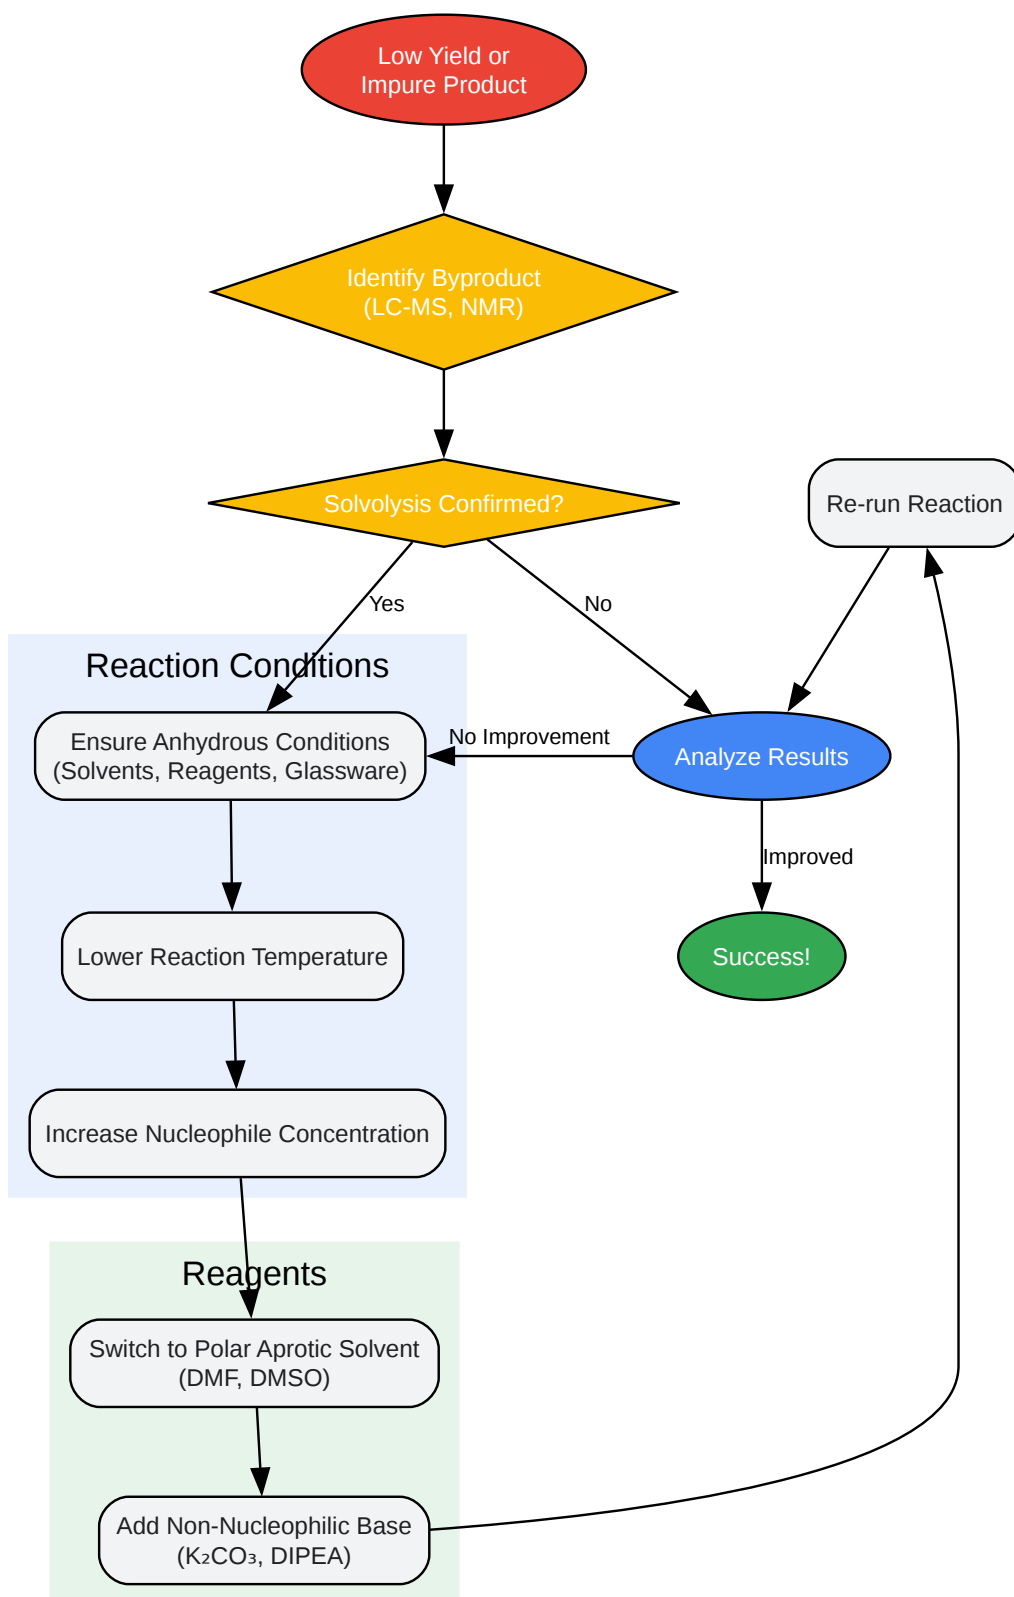 Low Yield or
Impure Product
Identify Byproduct
(LC-MS, NMR)
Solvolysis Confirmed?
Re-run Reaction
Yes
No
Reaction Conditions
Ensure Anhydrous Conditions
(Solvents, Reagents, Glassware)
No Improvement
Analyze Results
Improved
Lower Reaction Temperature
Success!
Increase Nucleophile Concentration
Reagents
Switch to Polar Aprotic Solvent
(DMF, DMSO)
Add Non-Nucleophilic Base
(K₂CO₃, DIPEA)